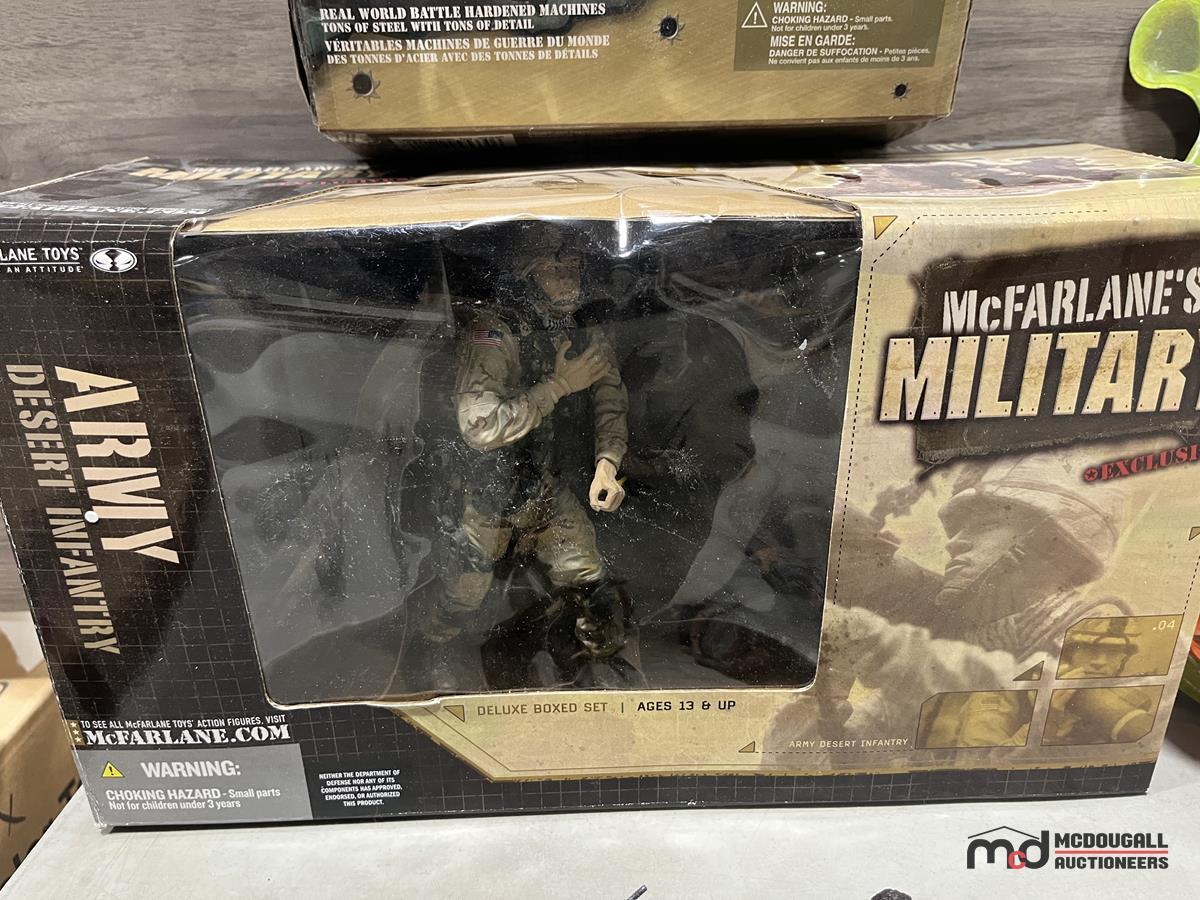 REAL WORLD BATTLE HARDENED MACHINES
TONS OF STEEL WITH TONS OF DETAIL
VÉRITABLES MACHINES DE GUERRE DU MONDE
DES TONNES D'ACIER AVEC DES TONNES DE DÉTAILS
WARNING:
CHOKING HAZARD - Small parts.
Not for children under 3 years.
MISE EN GARDE:
DANGER DE SUFFOCATION - Petites pièces.
Ne convient pas aux enfants de moins de 3 ans.
LANE TOYS
AN ATTITUDE
ARMY
DESERT INFANTRY
McFARLANE'S
MILITARY
EXCLUSI
.04
DELUXE BOXED SET | AGES 13 & UP
ARMY DESERT INFANTRY
TO SEE ALL McFARLANE TOYS' ACTION FIGURES, VISIT
McFARLANE.COM
WARNING:
CHOKING HAZARD - Small parts
Not for children under 3 years
NEITHER THE DEPARTMENT OF
DEFENSE NOR ANY OF ITS
COMPONENTS HAS APPROVED,
ENDORSED, OR AUTHORIZED
THIS PRODUCT.
mcd MCDOUGALL
AUCTIONEERS